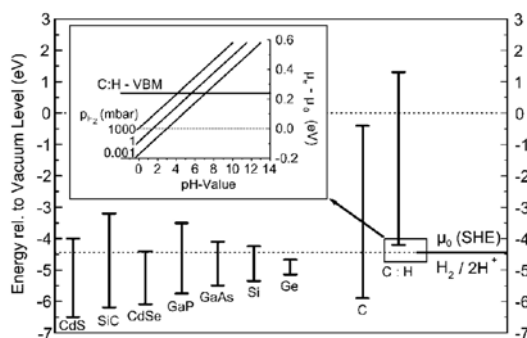 Energy rel. to Vacuum Level (eV)
3
2
1
0
-1
-2
-3
-4
-5
-6
-7
C:H - VBM
p_H2 (mbar)
1000
1
0.001
0 2 4 6 8 10 12 14
pH-Value
0.6
0.4
0.2
0.0
-0.2
μe - μ0 (eV)
CdS
SiC
CdSe
GaP
GaAs
Si
Ge
C
C : H
μ0 (SHE)
H2 / 2H+
3
2
1
0
-1
-2
-3
-4
-5
-6
-7